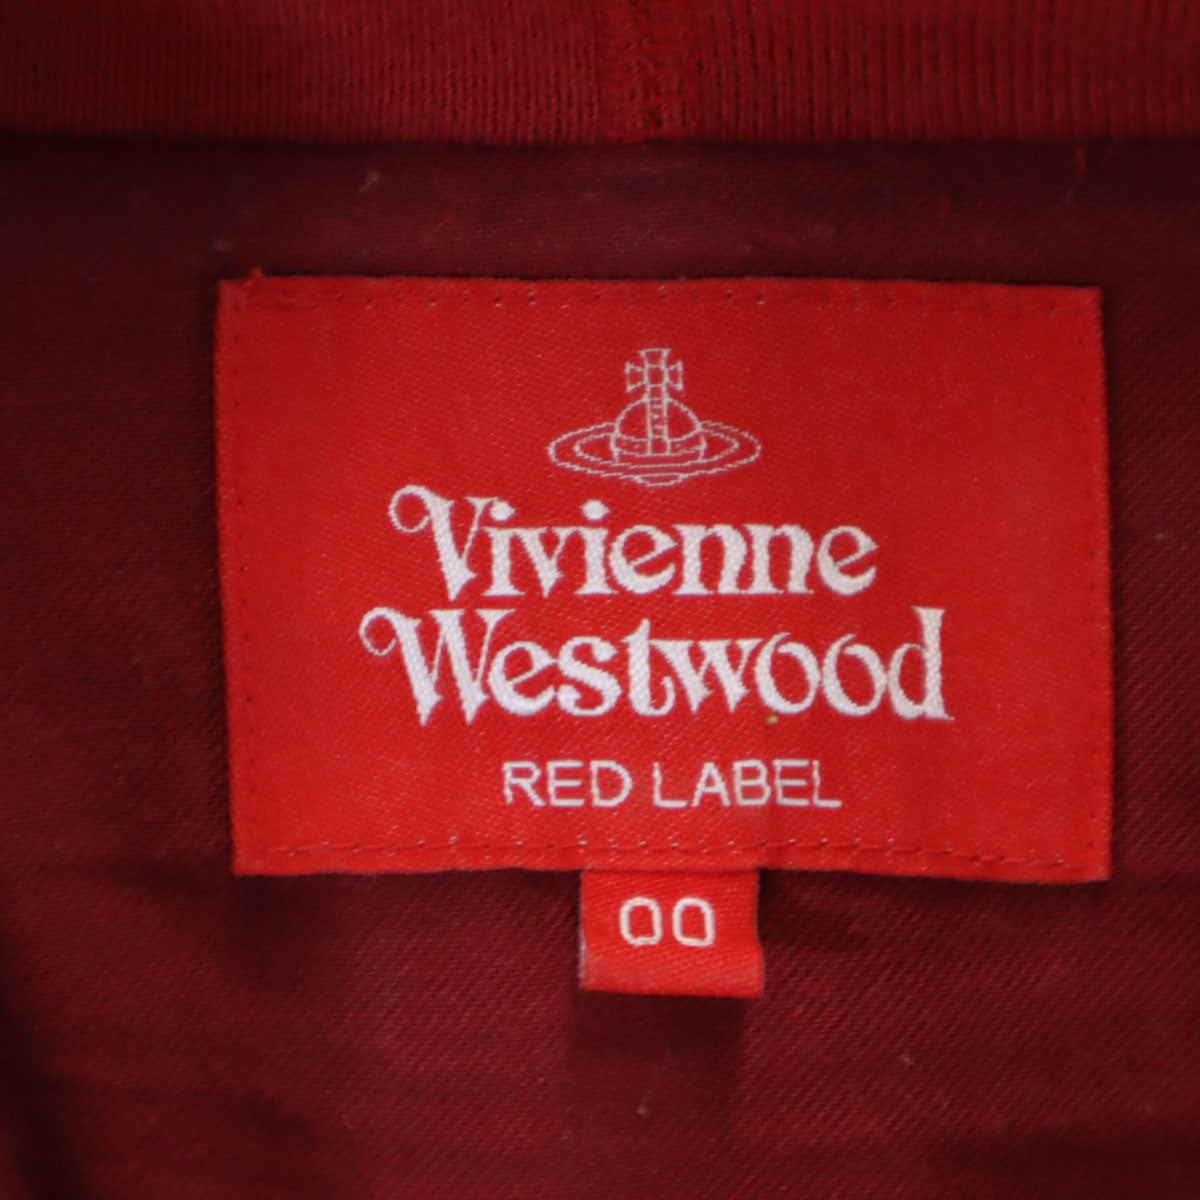 Vivienne
Westwood
RED LABEL
00